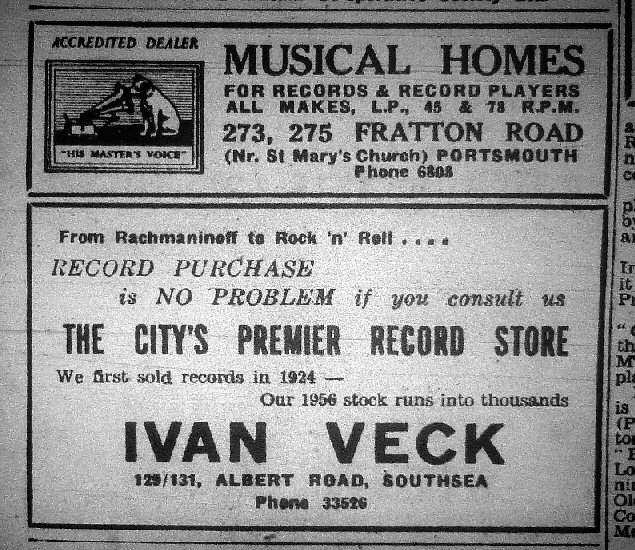 ACCREDITED DEALER
"HIS MASTER'S VOICE"
MUSICAL HOMES
FOR RECORDS & RECORD PLAYERS
ALL MAKES, L.P., 45 & 78 R.P.M.
273, 275 FRATTON ROAD
(Nr. St Mary's Church) PORTSMOUTH
Phone 6808
From Rachmaninoff to Rock 'n' Roll . . . .
RECORD PURCHASE
is NO PROBLEM if you consult us
THE CITY'S PREMIER RECORD STORE
We first sold records in 1924 —
Our 1956 stock runs into thousands
IVAN VECK
129/131, ALBERT ROAD, SOUTHSEA
Phone 33526